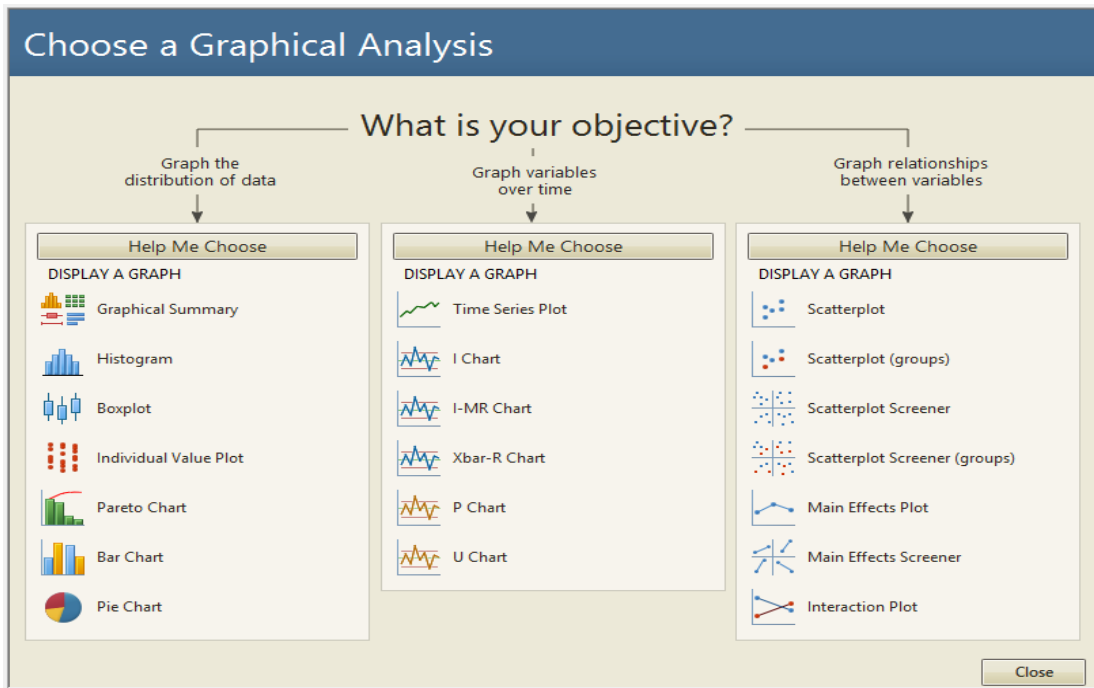 Choose a Graphical Analysis
What is your objective?
Graph the
distribution of data
Help Me Choose
DISPLAY A GRAPH
Graphical Summary
Histogram
Boxplot
Individual Value Plot
Pareto Chart
Bar Chart
Pie Chart
Graph variables
over time
Help Me Choose
DISPLAY A GRAPH
Time Series Plot
I Chart
I-MR Chart
Xbar-R Chart
P Chart
U Chart
Graph relationships
between variables
Help Me Choose
DISPLAY A GRAPH
Scatterplot
Scatterplot (groups)
Scatterplot Screener
Scatterplot Screener (groups)
Main Effects Plot
Main Effects Screener
Interaction Plot
Close